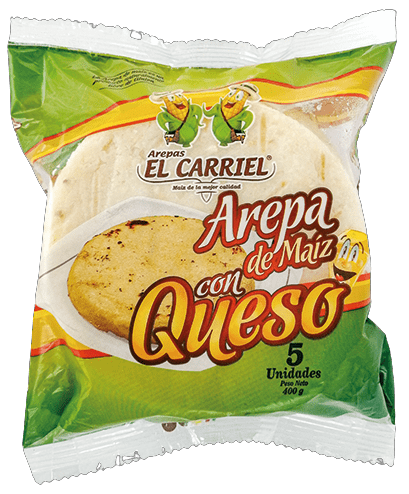 Arepas
EL CARRIEL®
Maíz de la mejor calidad
Arepa
de Maíz
con
Queso
5
Unidades
Peso Neto
400 g